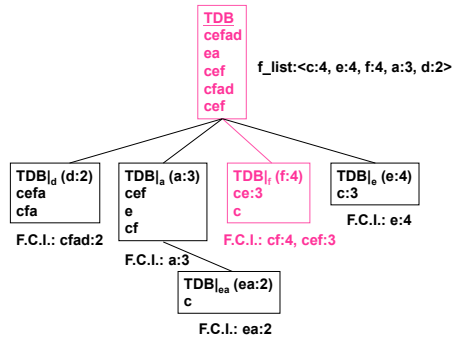 TDB
cefad
ea
cef
cfad
cef
f_list:<c:4, e:4, f:4, a:3, d:2>
TDB|d (d:2)
cefa
cfa
F.C.I.: cfad:2
TDB|a (a:3)
cef
e
cf
F.C.I.: a:3
TDB|f (f:4)
ce:3
c
F.C.I.: cf:4, cef:3
TDB|e (e:4)
c:3
F.C.I.: e:4
TDB|ea (ea:2)
c
F.C.I.: ea:2